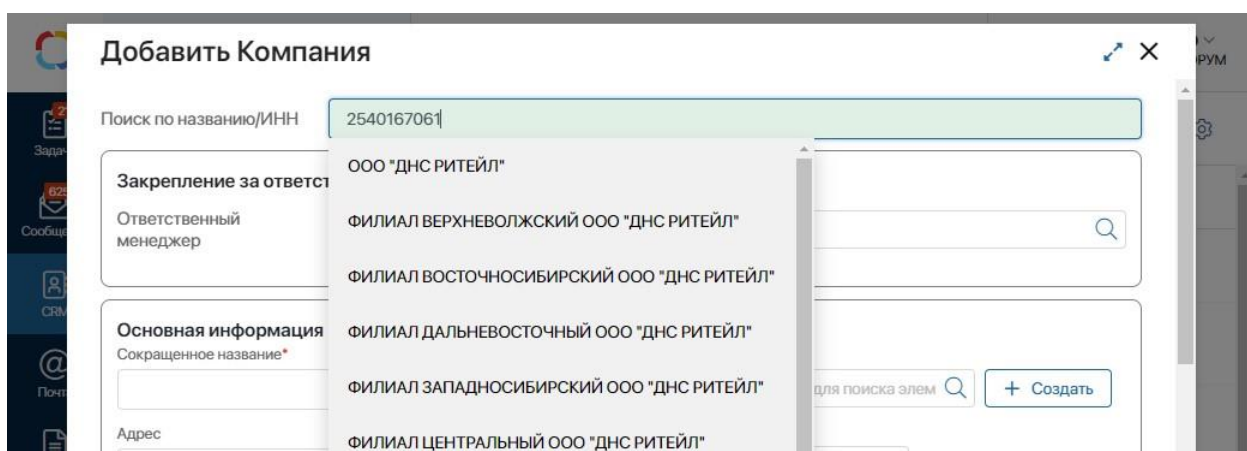 Добавить Компания
Поиск по названию/ИНН
2540167061
ООО "ДНС РИТЕЙЛ"
Закрепление за ответст
Ответственный
менеджер
ФИЛИАЛ ВЕРХНЕВОЛЖСКИЙ ООО "ДНС РИТЕЙЛ"
ФИЛИАЛ ВОСТОЧНОСИБИРСКИЙ ООО "ДНС РИТЕЙЛ"
ФИЛИАЛ ДАЛЬНЕВОСТОЧНЫЙ ООО "ДНС РИТЕЙЛ"
ФИЛИАЛ ЗАПАДНОСИБИРСКИЙ ООО "ДНС РИТЕЙЛ"
ФИЛИАЛ ЦЕНТРАЛЬНЫЙ ООО "ДНС РИТЕЙЛ"
Основная информация
Сокращенное название*
для поиска элем
+ Создать
Адрес
Задач
625
Сообще
CRM
@
Почт
РУМ